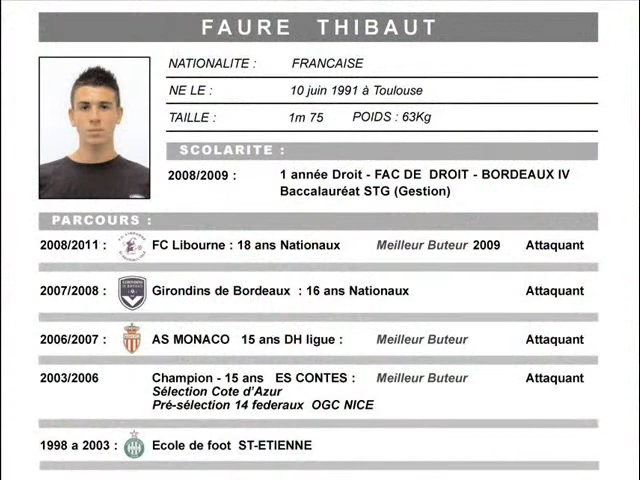 FAURE THIBAUT
NATIONALITE : FRANCAISE
NE LE : 10 juin 1991 à Toulouse
TAILLE : 1m 75 POIDS : 63Kg
SCOLARITE :
2008/2009 : 1 année Droit - FAC DE DROIT - BORDEAUX IV
Baccalauréat STG (Gestion)
PARCOURS :
2008/2011 : FC Libourne : 18 ans Nationaux Meilleur Buteur 2009 Attaquant
2007/2008 : Girondins de Bordeaux : 16 ans Nationaux Attaquant
2006/2007 : AS MONACO 15 ans DH ligue : Meilleur Buteur Attaquant
2003/2006 Champion - 15 ans ES CONTES : Meilleur Buteur Attaquant
Sélection Cote d'Azur
Pré-sélection 14 federaux OGC NICE
1998 a 2003 : Ecole de foot ST-ETIENNE